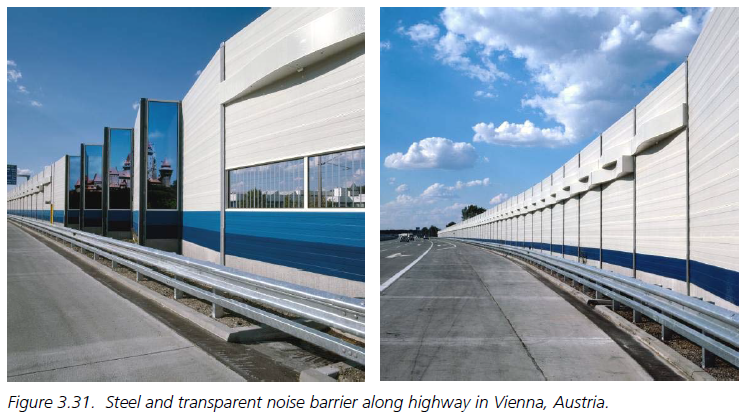 Figure 3.31. Steel and transparent noise barrier along highway in Vienna, Austria.